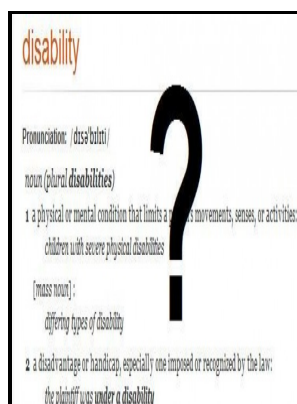 disability
Pronunciation: /dɪsəˈbɪlɪti/
noun (plural disabilities)
1 a physical or mental condition that limits a movements, senses, or activities:
children with severe physical disabilities
[mass noun] :
differing types of disability
2 a disadvantage or handicap, especially one imposed or recognized by the law:
the plaintiff was under a disability
?